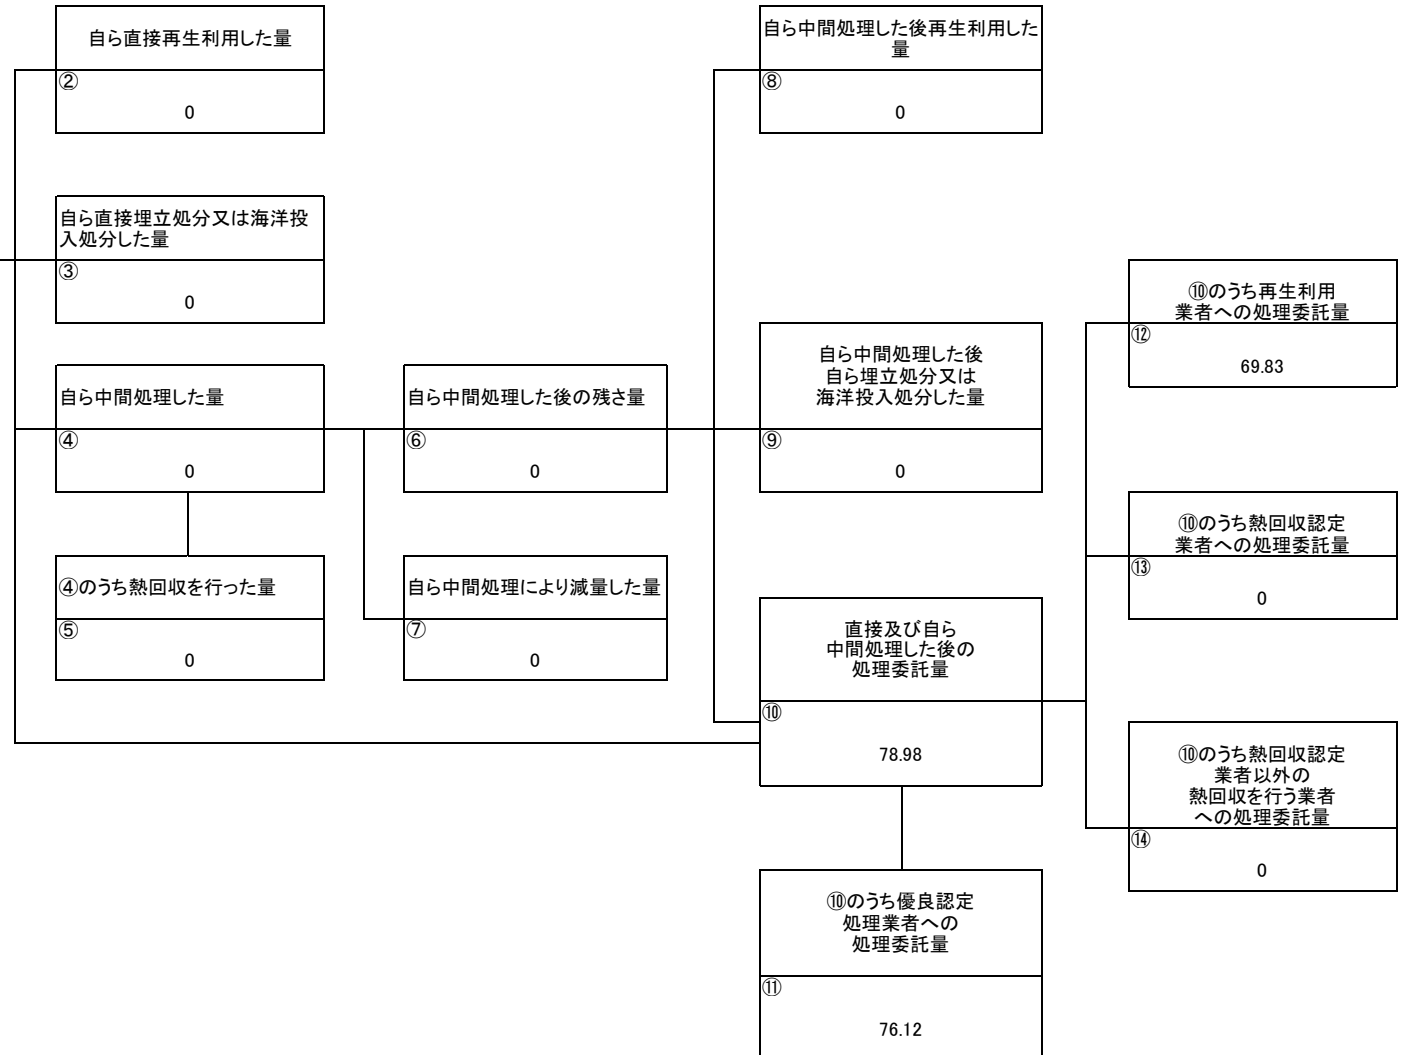 自ら直接再生利用した量
②
0
自ら直接埋立処分又は海洋投
入処分した量
③
0
自ら中間処理した量
④
0
④のうち熱回収を行った量
⑤
0
自ら中間処理した後の残さ量
⑥
0
自ら中間処理により減量した量
⑦
0
自ら中間処理した後再生利用した
量
⑧
0
自ら中間処理した後
自ら埋立処分又は
海洋投入処分した量
⑨
0
直接及び自ら
中間処理した後の
処理委託量
⑩
78.98
⑩のうち優良認定
処理業者への
処理委託量
⑪
76.12
⑩のうち再生利用
業者への処理委託量
⑫
69.83
⑩のうち熱回収認定
業者への処理委託量
⑬
0
⑩のうち熱回収認定
業者以外の
熱回収を行う業者
への処理委託量
⑭
0